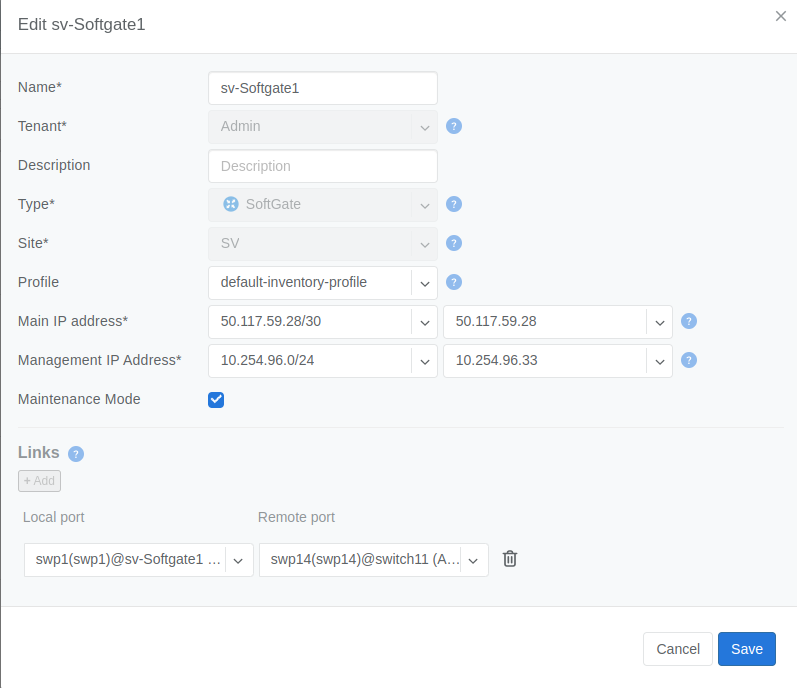 Edit sv-Softgate1
Name* sv-Softgate1
Tenant* Admin ?
Description Description
Type* SoftGate ?
Site* SV ?
Profile default-inventory-profile ?
Main IP address* 50.117.59.28/30 50.117.59.28 ?
Management IP Address* 10.254.96.0/24 10.254.96.33 ?
Maintenance Mode
Links ?
+ Add
Local port Remote port
swp1(swp1)@sv-Softgate1 ... swp14(swp14)@switch11 (A...
Cancel Save